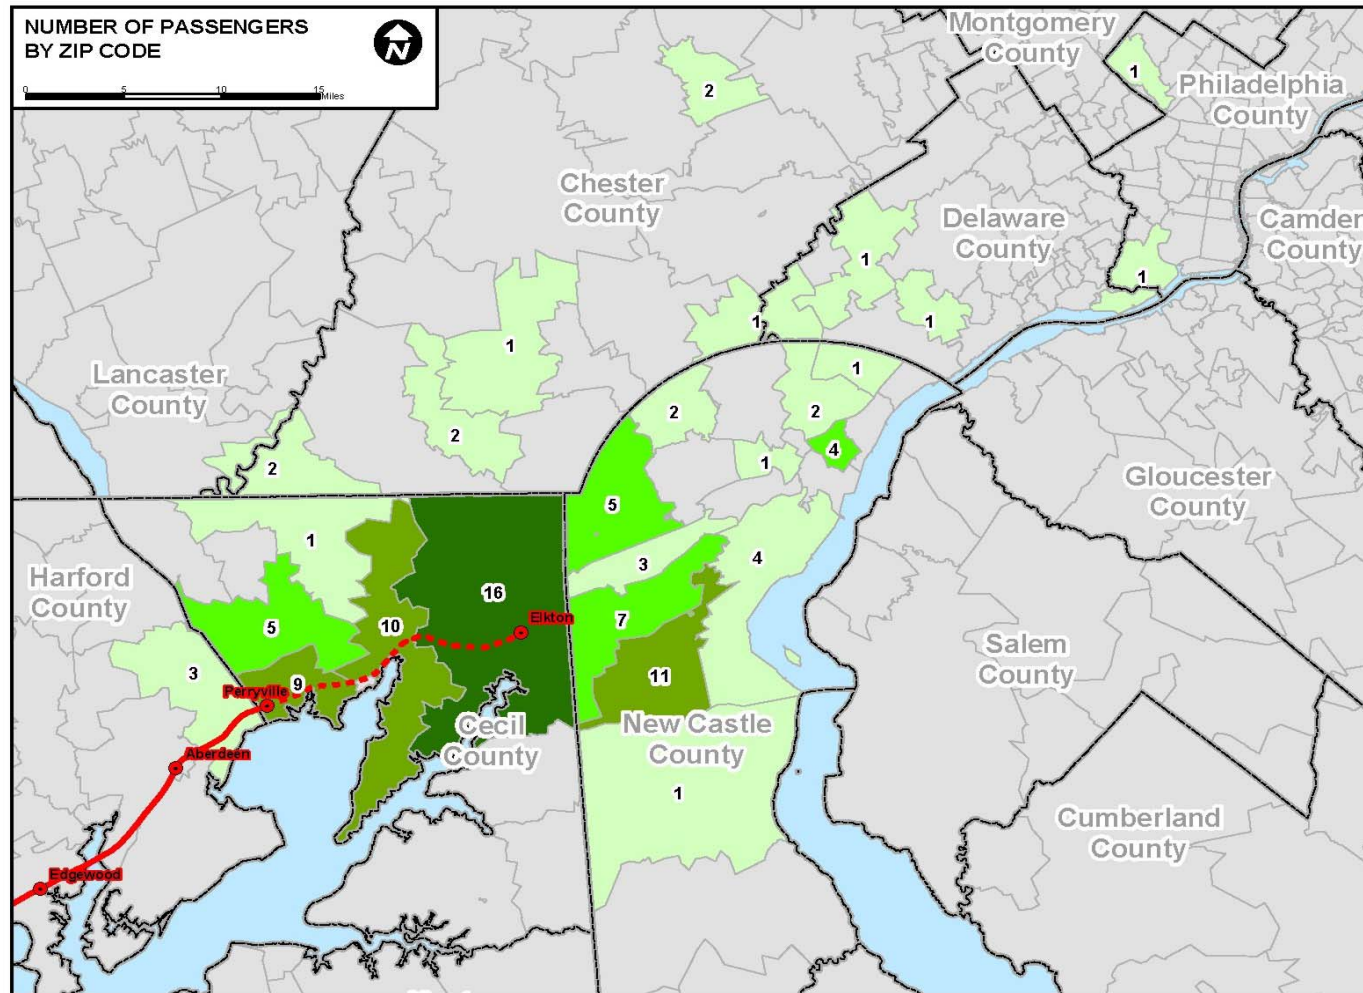 NUMBER OF PASSENGERS
BY ZIP CODE
N
0 5 10 15
Miles
Montgomery
County
1
Philadelphia
County
2
Chester
County
Delaware
County
Camden
County
1
1
1
1
1
Lancaster
County
1
2
2
2
2
1
4
1
Gloucester
County
5
1
3
4
Harford
County
16
Elkton
10
5
7
Salem
County
3
9
Perryville
11
Cecil
County
New Castle
County
Aberdeen
1
Cumberland
County
Edgewood